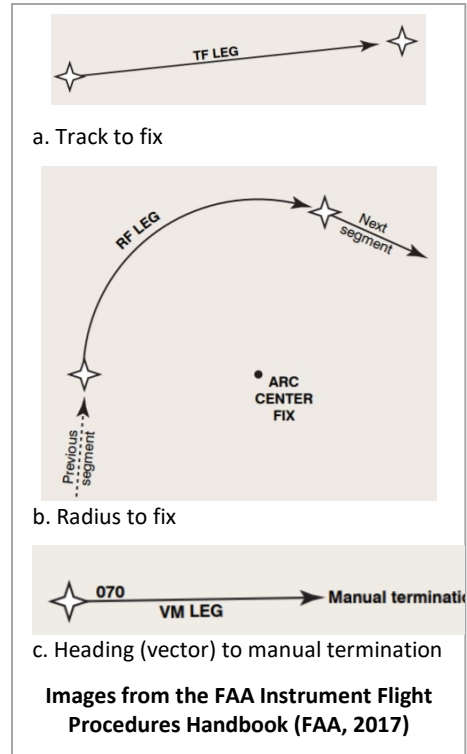 TF LEG
a. Track to fix
RF LEG
Next
segment
ARC
CENTER
FIX
Previous
segment
b. Radius to fix
070
Manual terminatio
VM LEG
c. Heading (vector) to manual termination
Images from the FAA Instrument Flight
Procedures Handbook (FAA, 2017)